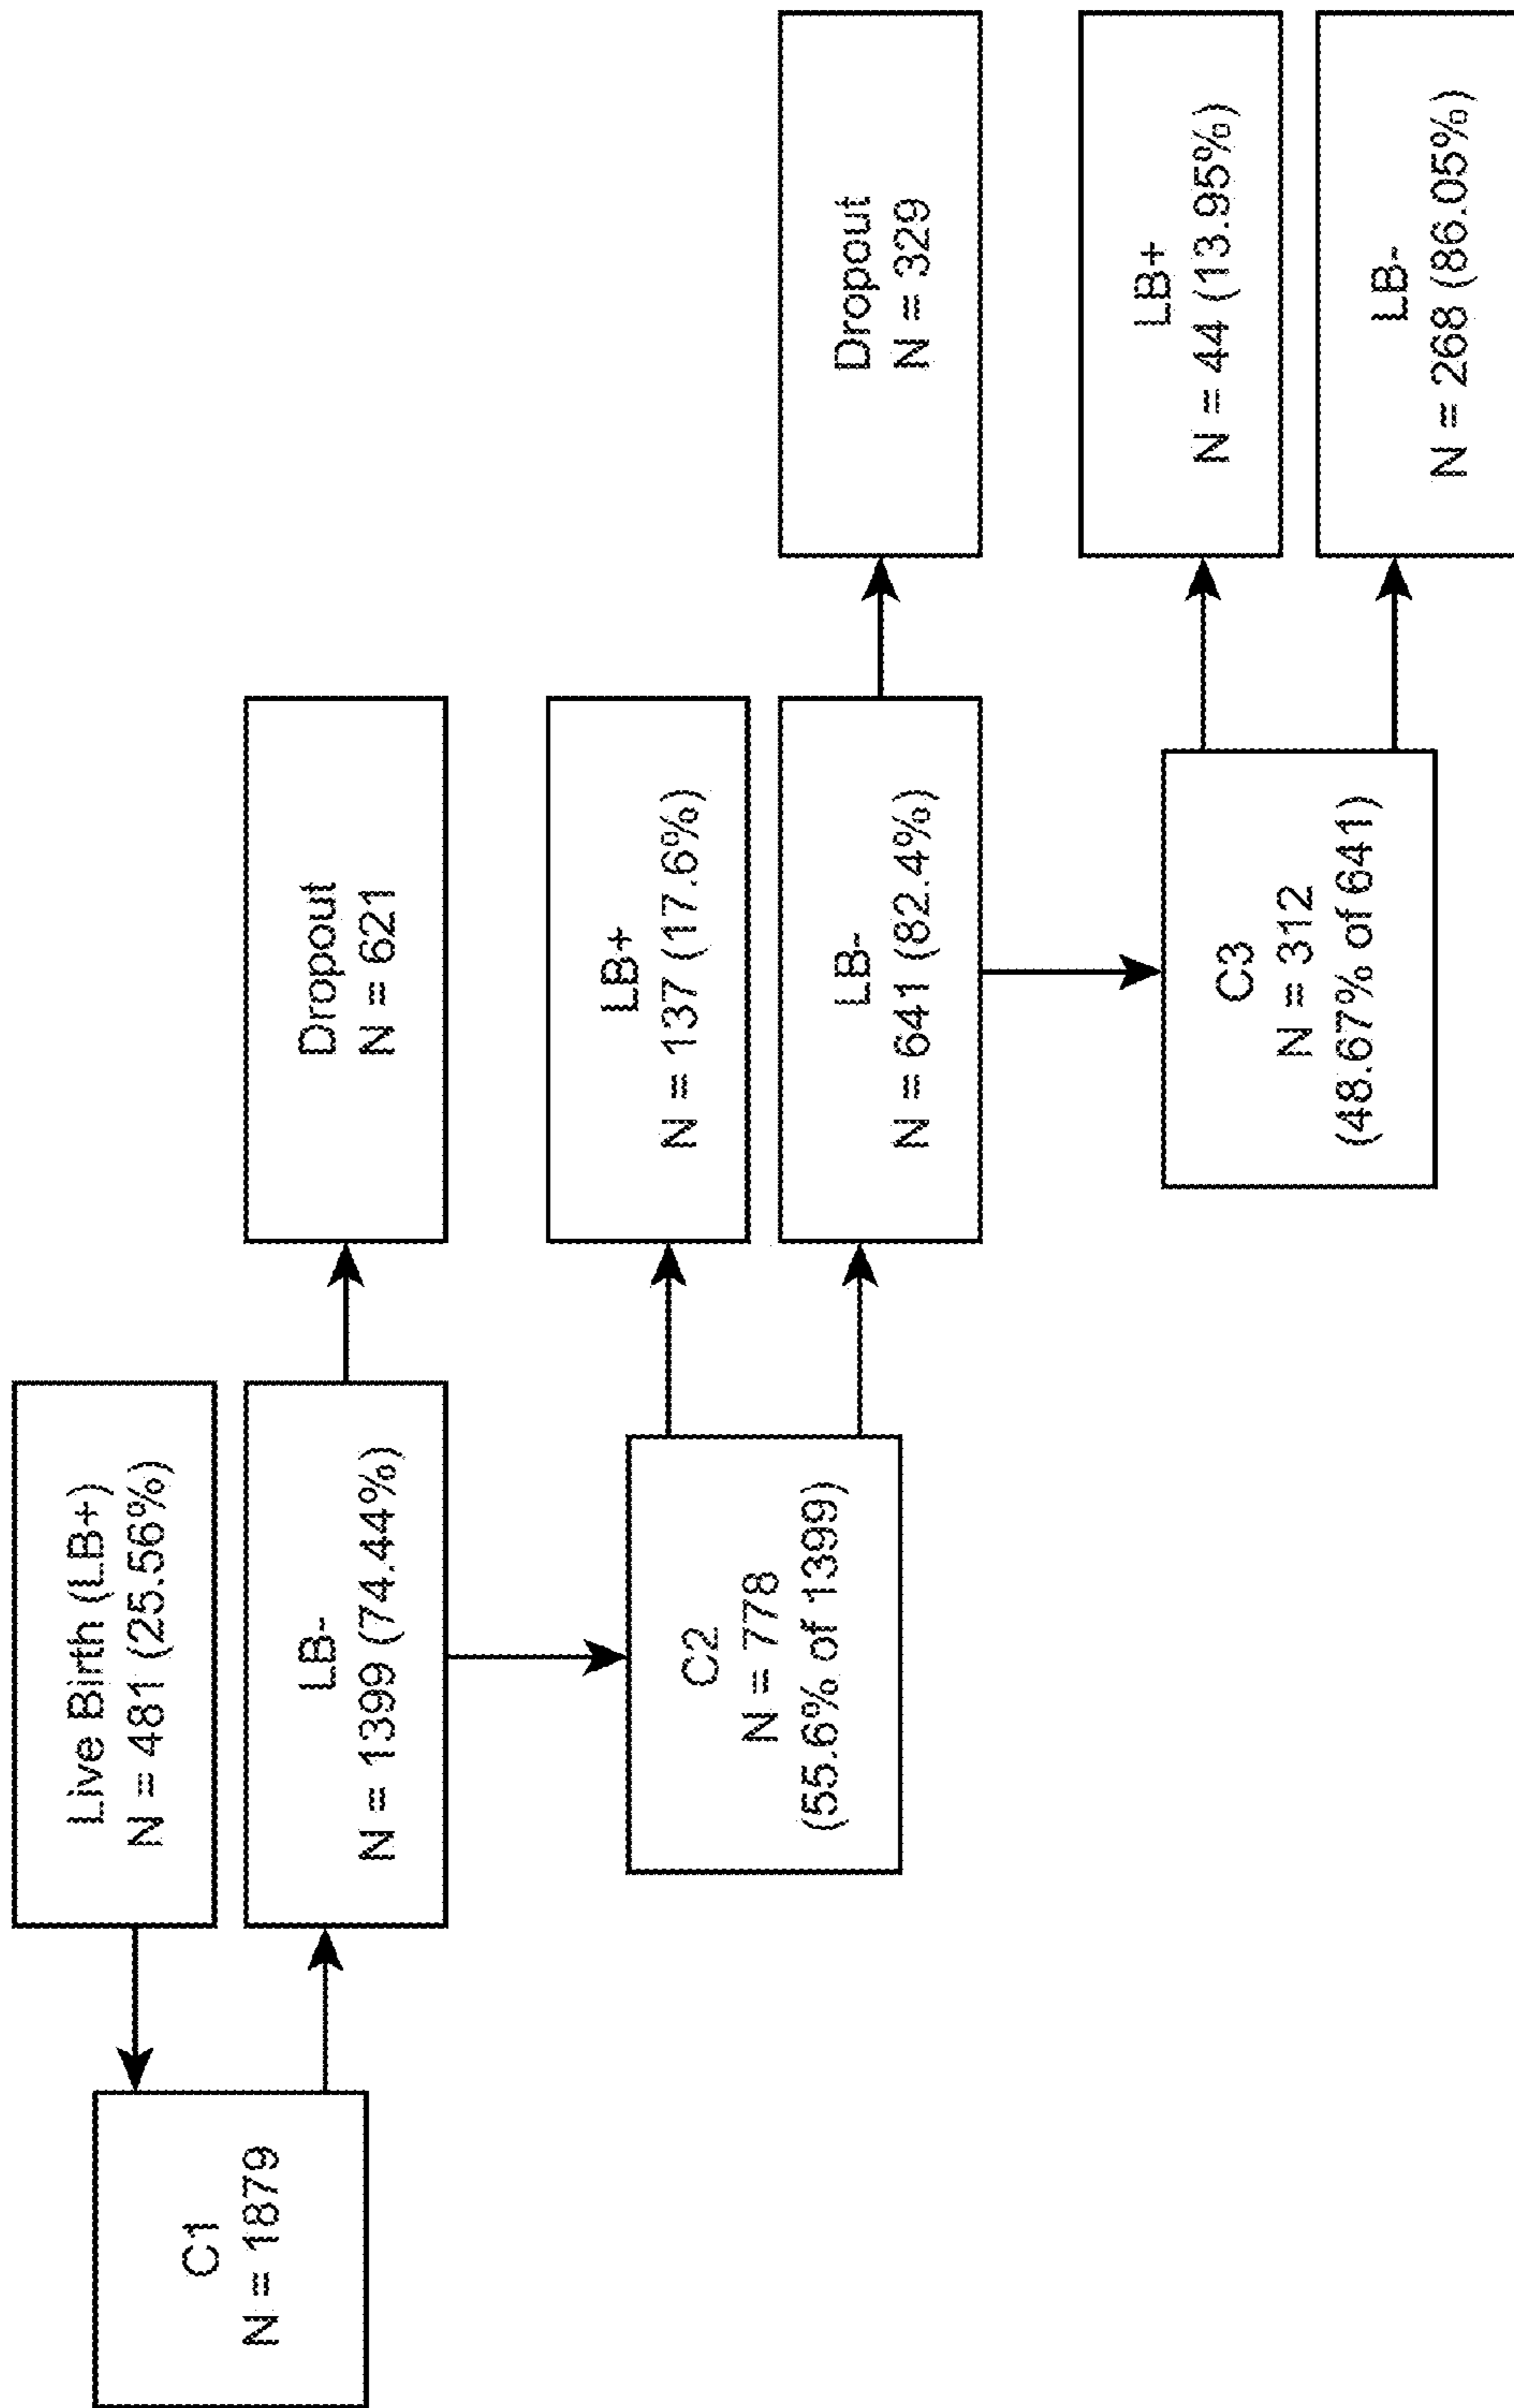 C1
N = 1879
Live Birth (LB+)
N = 481 (25.56%)
LB-
N = 1399 (74.44%)
Dropout
N = 621
C2
N = 778
(55.6% of 1399)
LB+
N = 137 (17.6%)
LB-
N = 641 (82.4%)
Dropout
N = 329
C3
N = 312
(48.67% of 641)
LB+
N = 44 (13.95%)
LB-
N = 268 (86.05%)